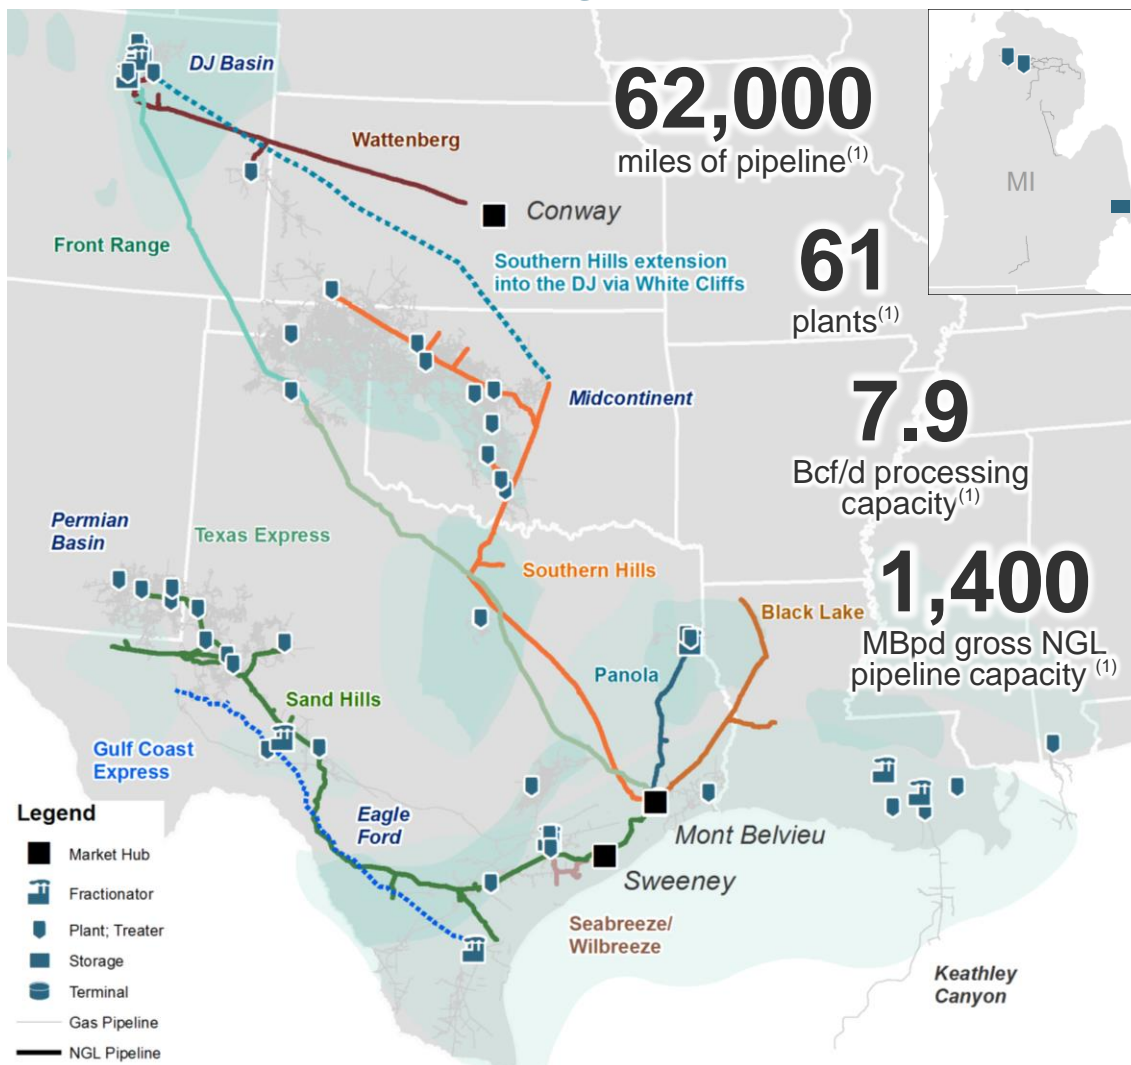 DJ Basin
62,000
miles of pipeline(1)
Wattenberg
MI
Conway
Front Range
61
plants(1)
Southern Hills extension
into the DJ via White Cliffs
Midcontinent
7.9
Bcf/d processing
capacity(1)
Permian
Basin
Texas Express
1,400
MBpd gross NGL
pipeline capacity (1)
Southern Hills
Black Lake
Panola
Sand Hills
Gulf Coast
Express
Eagle
Ford
Mont Belvieu
Sweeney
Seabreeze/
Wilbreeze
Keathley
Canyon
Legend
Market Hub
Fractionator
Plant; Treater
Storage
Terminal
Gas Pipeline
NGL Pipeline